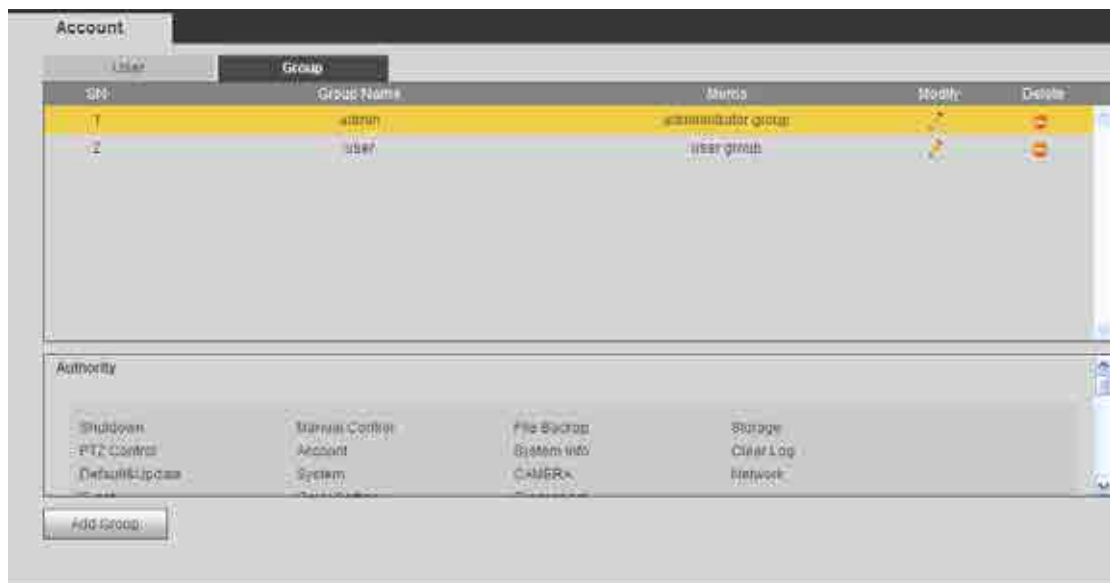 Account
User Group
SN Group Name Memo Modify Delete
1 admin administrator group
2 user user group
Authority
Shutdown Manual Control File Backup Storage
PTZ Control Account System Info Clear Log
Default&Update System CAMERA Network
Add Group